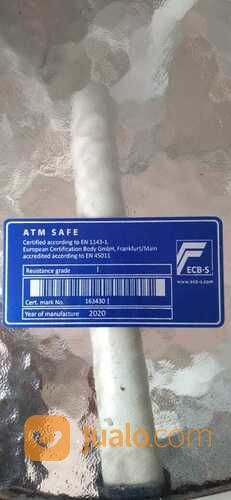 ATM SAFE
Certified according to EN 1143-1.
European Certification Body GmbH, Frankfurt/Main
accredited according to EN 45011
ECB·S
www.ecb-s.com
Resistance grade I
Cert. mark No. 163430
Year of manufacture 2020
Jualo.com